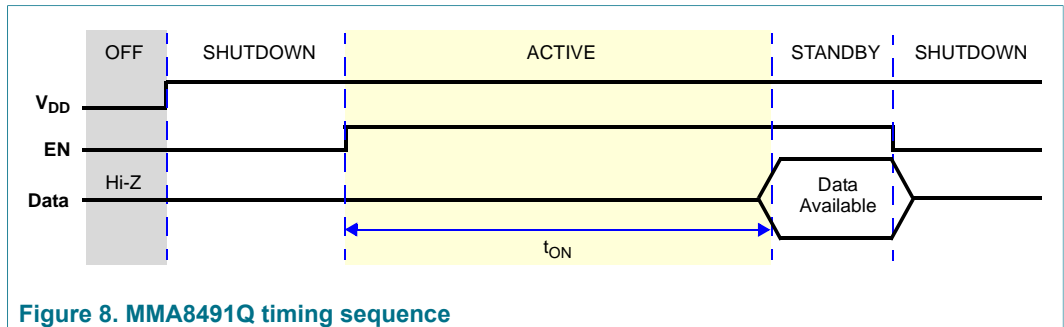 OFF SHUTDOWN ACTIVE STANDBY SHUTDOWN
VDD
EN
Hi-Z
Data
Data
Available
tON
Figure 8. MMA8491Q timing sequence